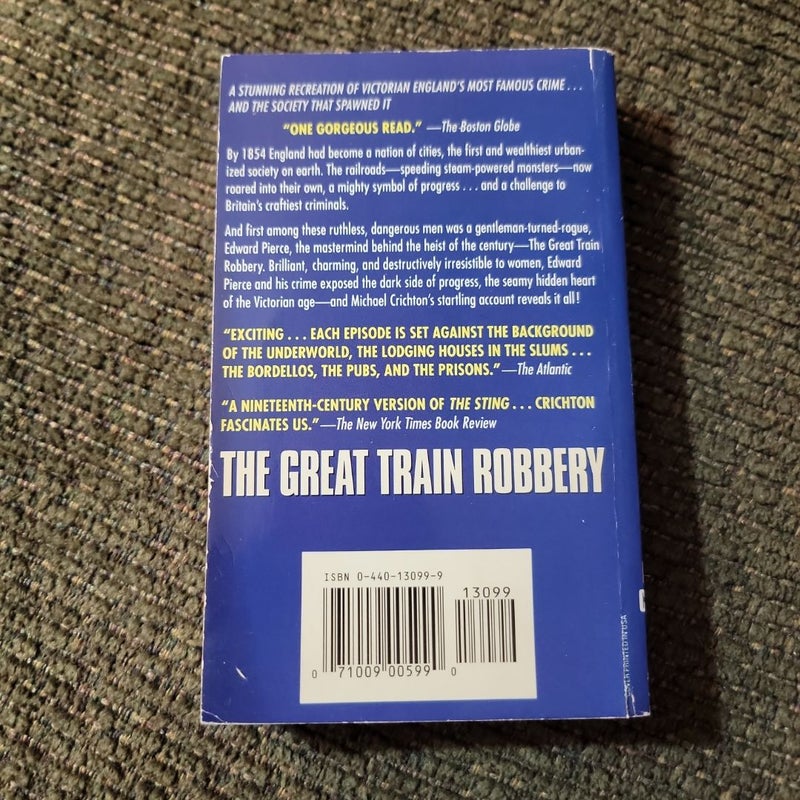 A STUNNING RECREATION OF VICTORIAN ENGLAND'S MOST FAMOUS CRIME...
AND THE SOCIETY THAT SPAWNED IT
"ONE GORGEOUS READ." —The Boston Globe
By 1854 England had become a nation of cities, the first and wealthiest urban-
ized society on earth. The railroads—speeding steam-powered monsters—now
roared into their own, a mighty symbol of progress... and a challenge to
Britain's craftiest criminals.
And first among these ruthless, dangerous men was a gentleman-turned-rogue,
Edward Pierce, the mastermind behind the heist of the century—The Great Train
Robbery. Brilliant, charming, and destructively irresistible to women, Edward
Pierce and his crime exposed the dark side of progress, the seamy hidden heart
of the Victorian age—and Michael Crichton's startling account reveals it all!
"EXCITING... EACH EPISODE IS SET AGAINST THE BACKGROUND
OF THE UNDERWORLD, THE LODGING HOUSES IN THE SLUMS...
THE BORDELLOS, THE PUBS, AND THE PRISONS." —The Atlantic
"A NINETEENTH-CENTURY VERSION OF THE STING... CRICHTON
FASCINATES US." —The New York Times Book Review
THE GREAT TRAIN ROBBERY
ISBN 0-440-13099-9
13099
0 71009 00599 0
PRINTED IN USA